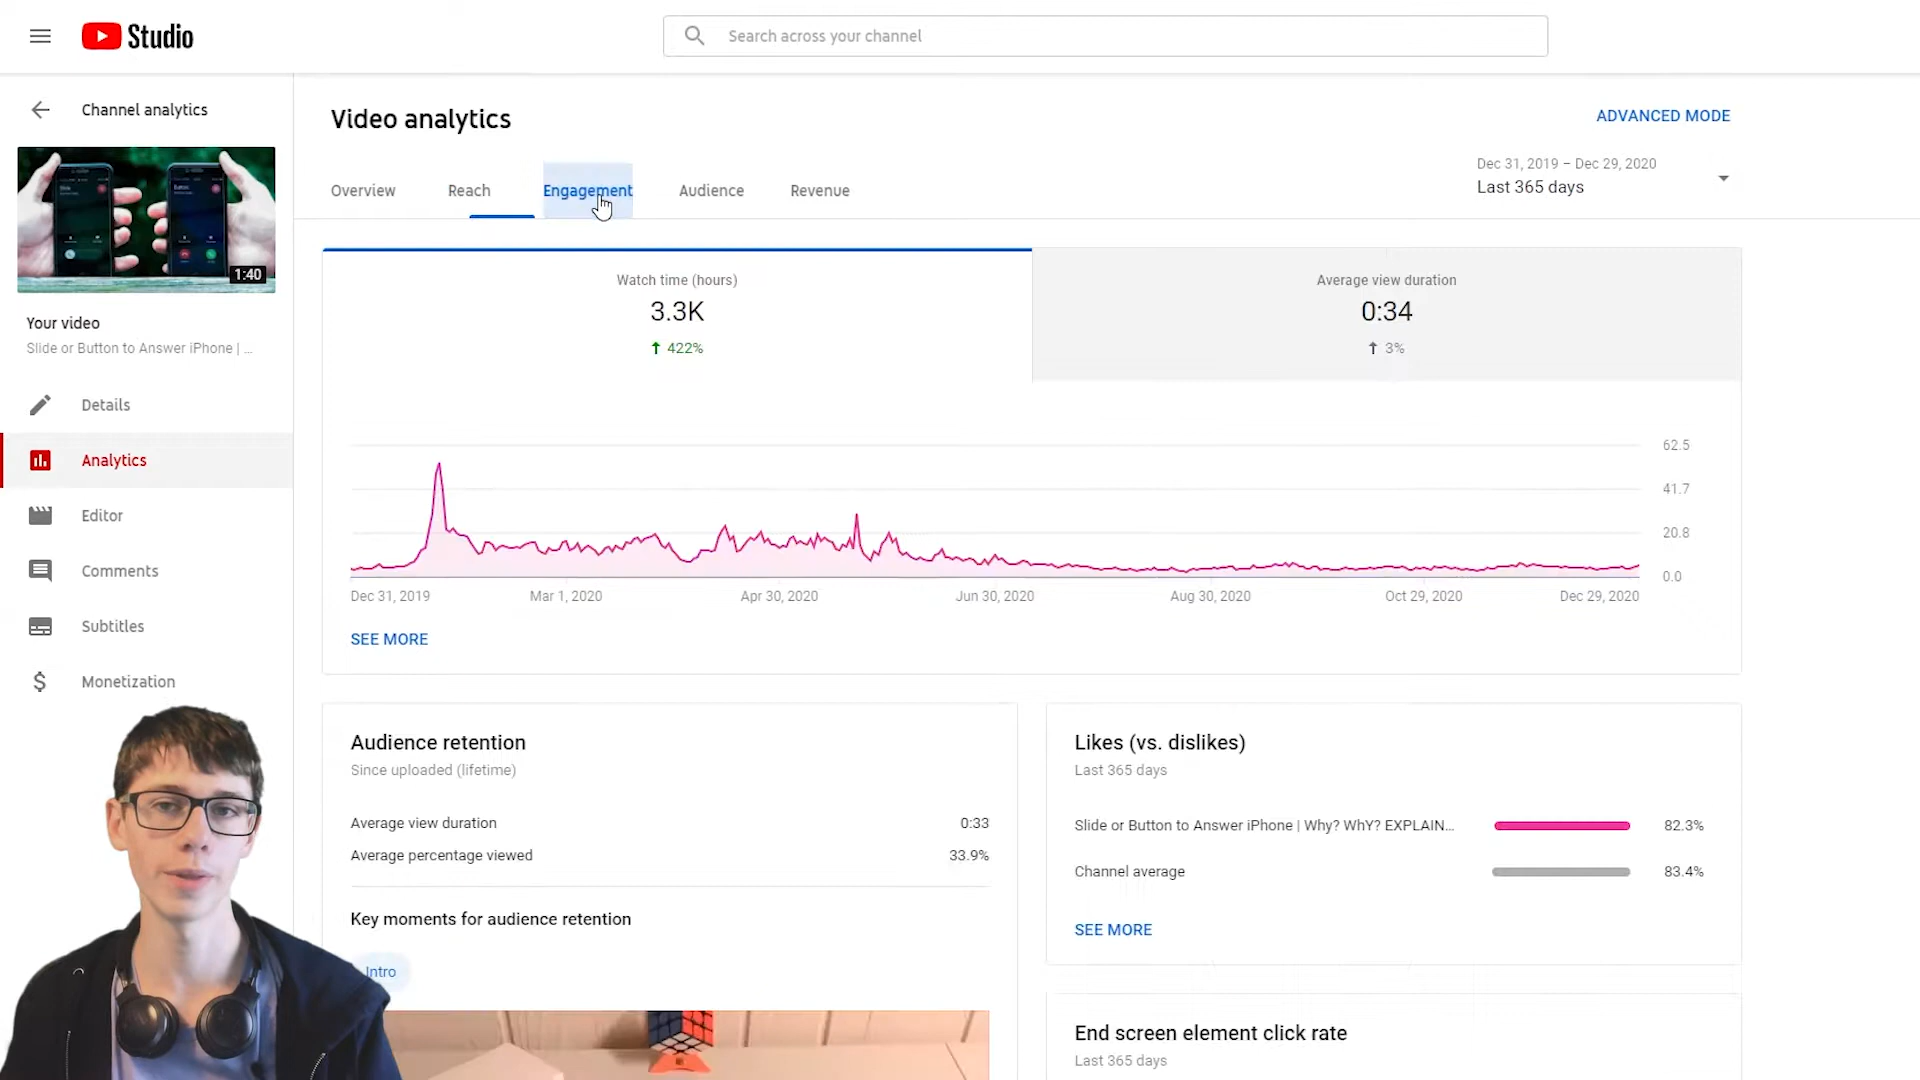 Studio
Search across your channel
Channel analytics
1:40
Your video
Slide or Button to Answer iPhone | ...
Details
Analytics
Editor
Comments
Subtitles
Monetization
Video analytics
ADVANCED MODE
Overview
Reach
Engagement
Audience
Revenue
Dec 31, 2019 – Dec 29, 2020
Last 365 days
Watch time (hours)
3.3K
422%
Average view duration
0:34
3%
62.5
41.7
20.8
0.0
Dec 31, 2019
Mar 1, 2020
Apr 30, 2020
Jun 30, 2020
Aug 30, 2020
Oct 29, 2020
Dec 29, 2020
SEE MORE
Audience retention
Since uploaded (lifetime)
Average view duration 0:33
Average percentage viewed 33.9%
Key moments for audience retention
Intro
Likes (vs. dislikes)
Last 365 days
Slide or Button to Answer iPhone | Why? WhY? EXPLAIN... 82.3%
Channel average 83.4%
SEE MORE
End screen element click rate
Last 365 days